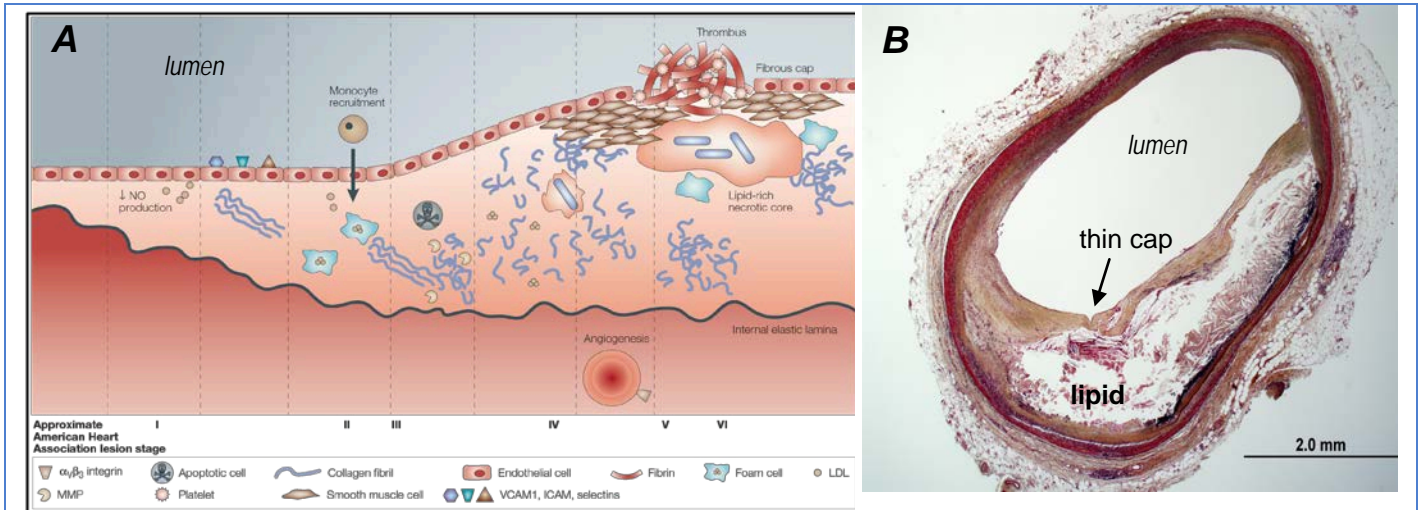 A
lumen
Thrombus
Fibrous cap
Monocyte
recruitment
↓ NO
production
Lipid-rich
necrotic core
Internal elastic lamina
Angiogenesis
Approximate I II III IV V VI
American Heart
Association lesion stage
αvβ3 integrin Apoptotic cell Collagen fibril Endothelial cell Fibrin Foam cell LDL
MMP Platelet Smooth muscle cell VCAM1, ICAM, selectins
B
lumen
thin cap
lipid
2.0 mm